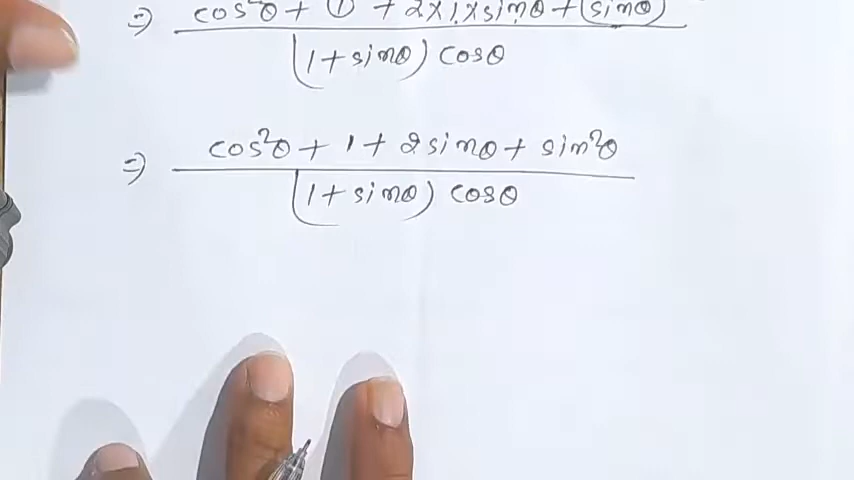 ⇒ cos²θ + 1 + 2×1×sinθ + (sinθ)
(1 + sinθ) cosθ
⇒ cos²θ + 1 + 2sinθ + sin²θ
(1 + sinθ) cosθ